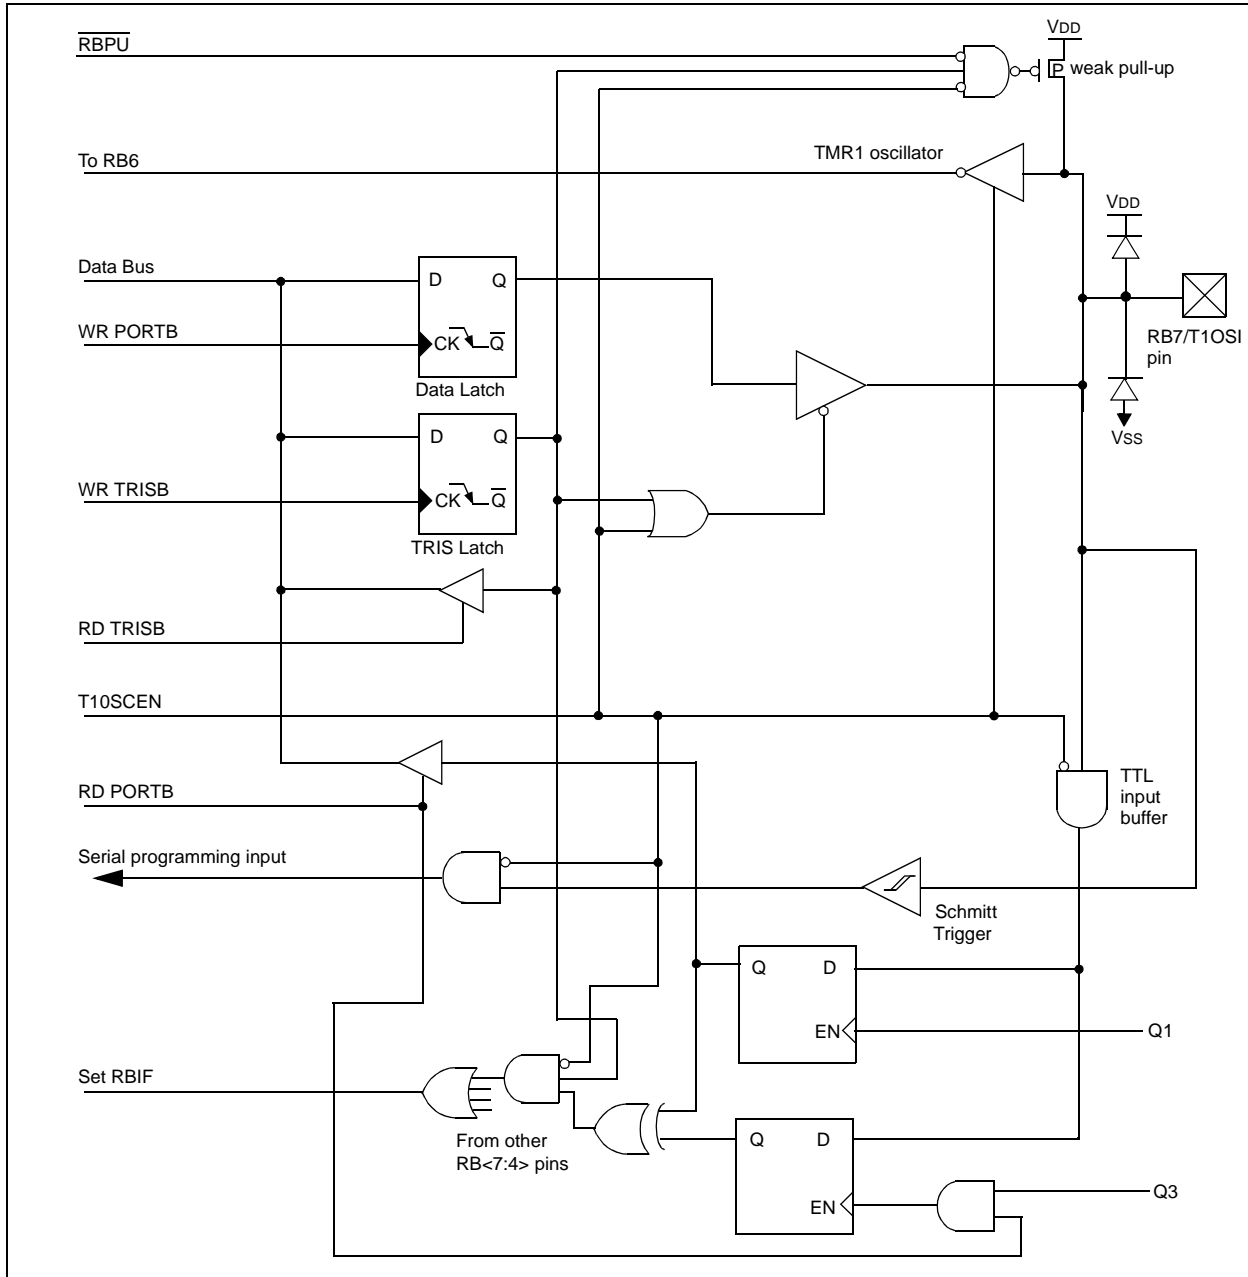 RBPU
VDD
P weak pull-up
To RB6
TMR1 oscillator
VDD
Data Bus
D Q
WR PORTB
CK Q
Data Latch
RB7/T1OSI
pin
VSS
D Q
WR TRISB
CK Q
TRIS Latch
RD TRISB
T10SCEN
RD PORTB
TTL
input
buffer
Serial programming input
Schmitt
Trigger
Q D
EN
Q1
Set RBIF
From other
RB<7:4> pins
Q D
EN
Q3